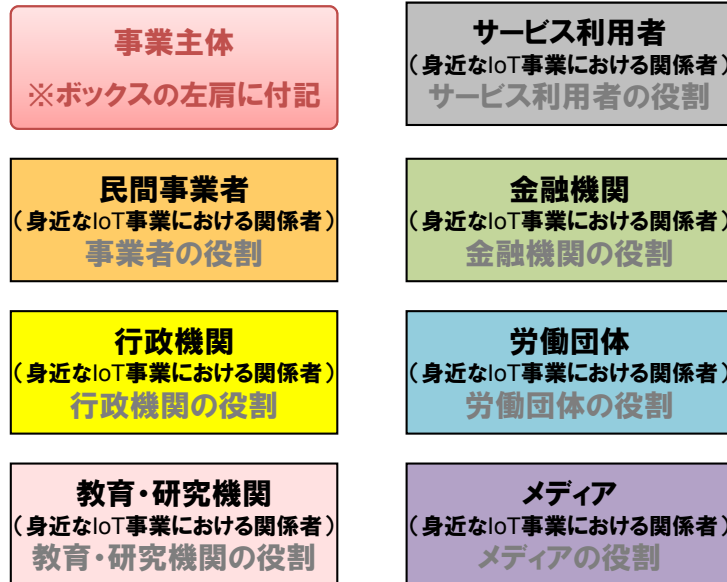 事業主体
※ボックスの左肩に付記
サービス利用者
（身近なIoT事業における関係者）
サービス利用者の役割
民間事業者
（身近なIoT事業における関係者）
事業者の役割
金融機関
（身近なIoT事業における関係者）
金融機関の役割
行政機関
（身近なIoT事業における関係者）
行政機関の役割
労働団体
（身近なIoT事業における関係者）
労働団体の役割
教育・研究機関
（身近なIoT事業における関係者）
教育・研究機関の役割
メディア
（身近なIoT事業における関係者）
メディアの役割